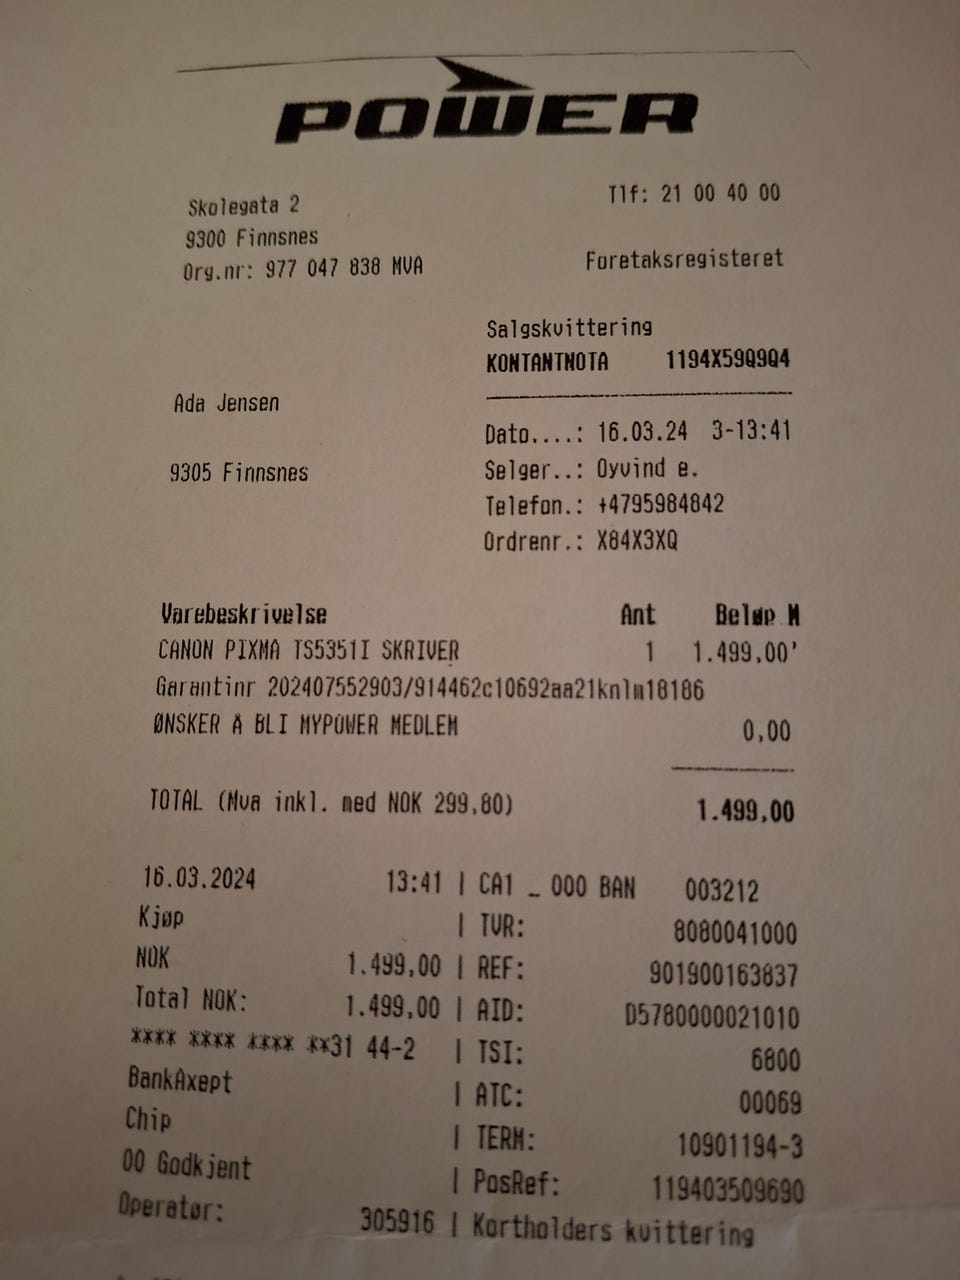 POWER
Skolegata 2
Tlf: 21 00 40 00
9300 Finnsnes
Org.nr: 977 047 838 MVA
Foretaksregisteret
Salgskvittering
KONTANTNOTA 1194X59Q9Q4
Ada Jensen
9305 Finnsnes
Dato....: 16.03.24 3-13:41
Selger..: Oyvind e.
Telefon.: +4795984842
Ordrenr.: X84X3XQ
Varebeskrivelse Ant Beløp M
CANON PIXMA TS5351I SKRIVER 1 1.499,00'
Garantinr 202407552903/914462c10692aa21knlm18186
ØNSKER Å BLI MYPOWER MEDLEM 0,00
TOTAL (Mva inkl. med NOK 299,80) 1.499,00
16.03.2024 13:41 | CA1 _ 000 BAN 003212
Kjøp | TVR: 8080041000
NOK 1.499,00 | REF: 901900163837
Total NOK: 1.499,00 | AID: D5780000021010
**** **** **** **31 44-2 | TSI: 6800
BankAxept | ATC: 00069
Chip | TERM: 10901194-3
00 Godkjent | PosRef: 119403509690
Operatør: 305916 | Kortholders kvittering